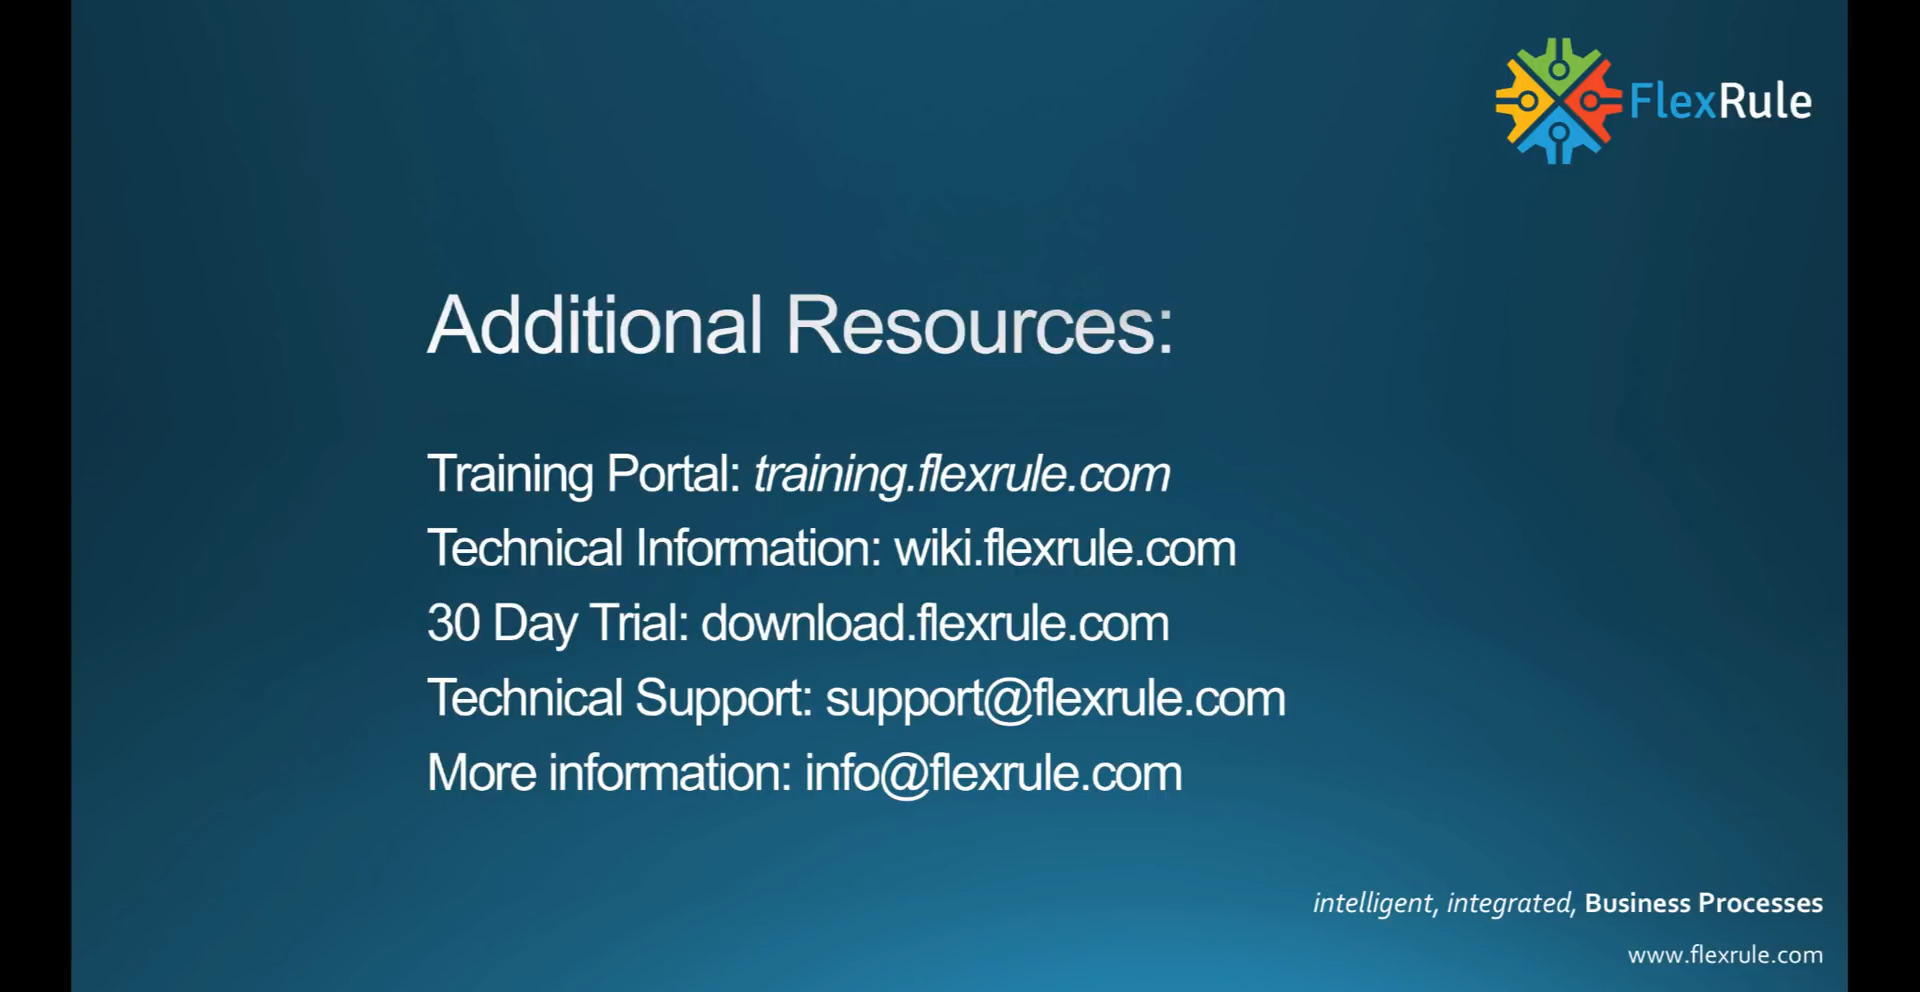 FlexRule
Additional Resources:
Training Portal: training.flexrule.com
Technical Information: wiki.flexrule.com
30 Day Trial: download.flexrule.com
Technical Support: support@flexrule.com
More information: info@flexrule.com
intelligent, integrated, Business Processes
www.flexrule.com